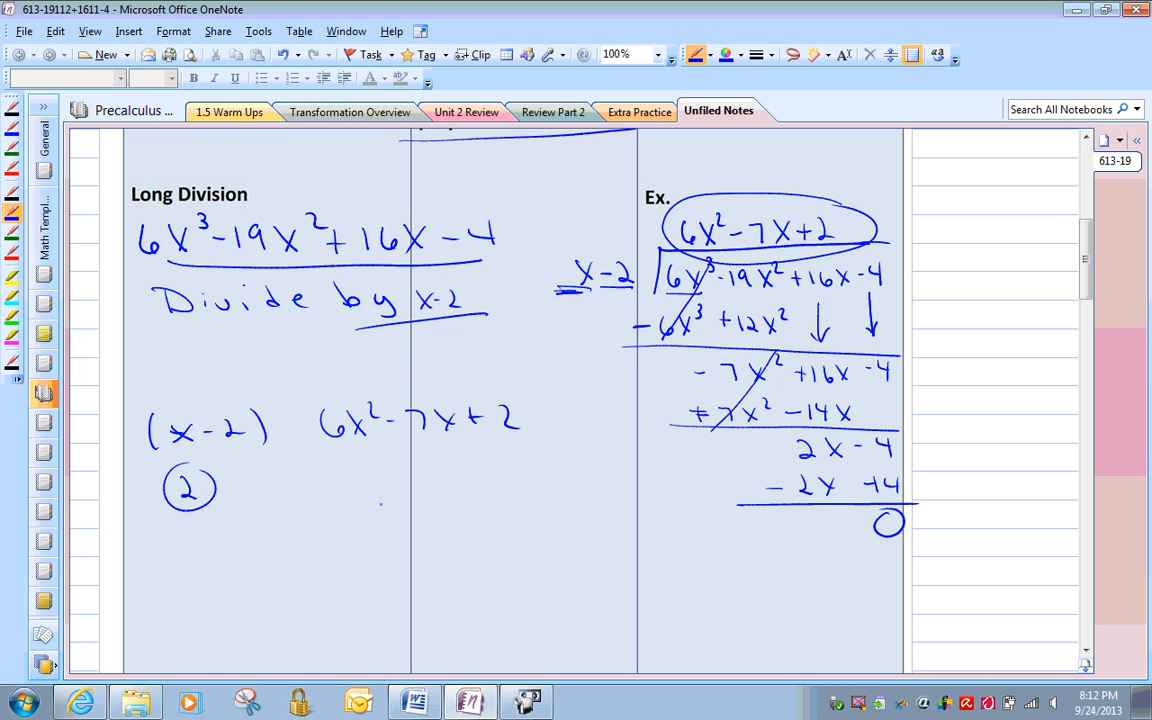 613-19112+1611-4 - Microsoft Office OneNote
File Edit View Insert Format Share Tools Table Window Help
New Task Tag Clip 100%
B I U A ab
Precalculus ... 1.5 Warm Ups Transformation Overview Unit 2 Review Review Part 2 Extra Practice Unfiled Notes Search All Notebooks
General
Math Templ...
613-19
Long Division
6x³-19x²+16x-4
Divide by x-2
(x-2) 6x²-7x+2
2
Ex.
6x²-7x+2
x-2 6x³-19x²+16x-4
-6x³+12x²
-7x²+16x-4
+7x²-14x
2x-4
-2x+4
0
8:12 PM
9/24/2013